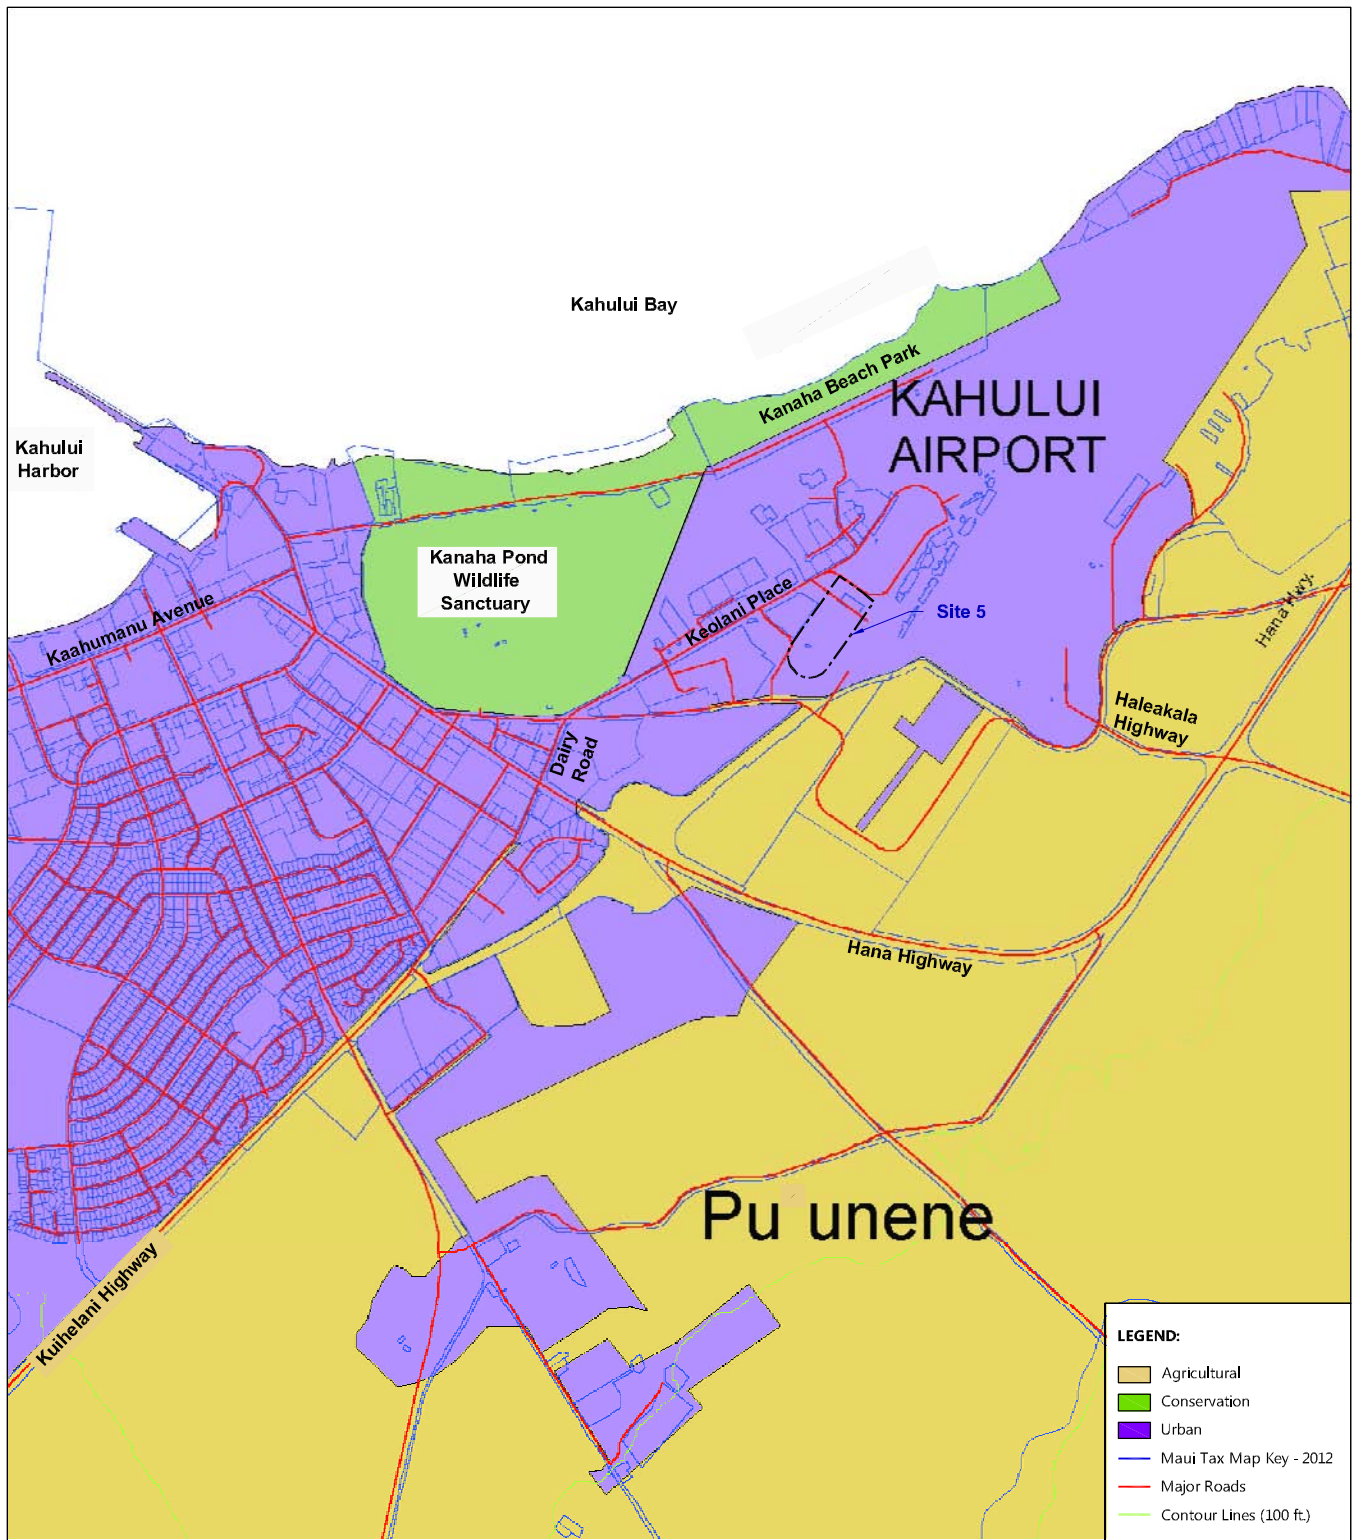 Kahului Bay
Kanaha Beach Park
KAHULUI
AIRPORT
Kahului
Harbor
Kanaha Pond
Wildlife
Sanctuary
Kaahumanu Avenue
Keolani Place
Site 5
Hana Hwy.
Haleakala
Highway
Dairy
Road
Hana Highway
Pu unene
Kuihelani Highway
LEGEND:
Agricultural
Conservation
Urban
Maui Tax Map Key - 2012
Major Roads
Contour Lines (100 ft.)